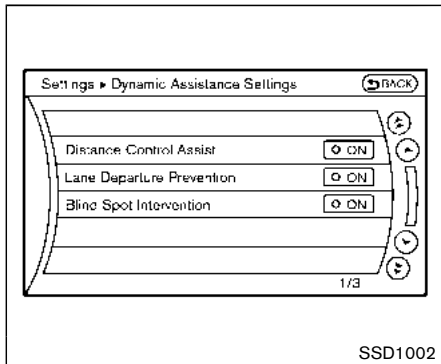 Settings ▸ Dynamic Assistance Settings BACK
Distance Control Assist ON
Lane Departure Prevention ON
Blind Spot Intervention ON
1/3
SSD1002